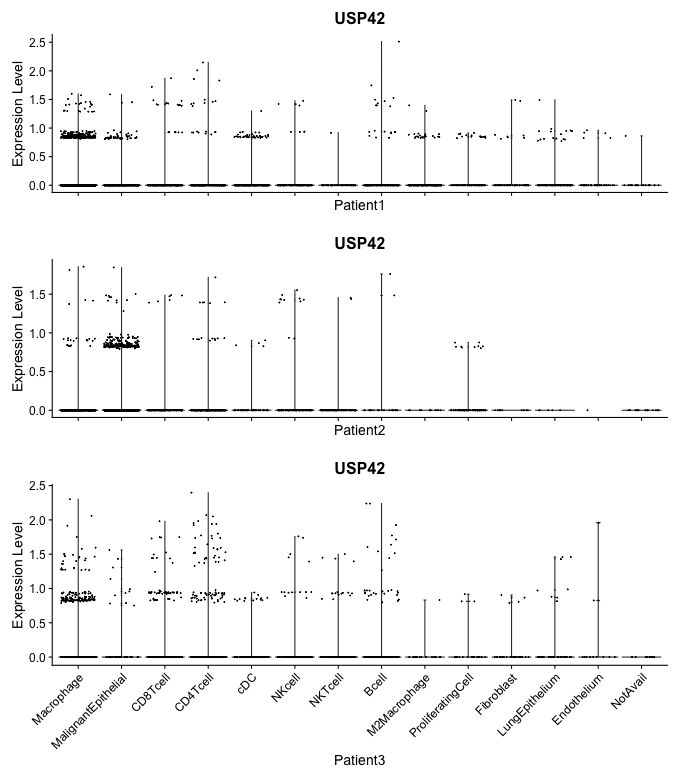 USP42
Expression Level
2.5
2.0
1.5
1.0
0.5
0.0
Patient1
USP42
Expression Level
1.5
1.0
0.5
0.0
Patient2
USP42
Expression Level
2.5
2.0
1.5
1.0
0.5
0.0
Macrophage
MalignantEpithelial
CD8Tcell
CD4Tcell
cDC
NKcell
NKTcell
Bcell
M2Macrophage
ProliferatingCell
Fibroblast
LungEpithelium
Endothelium
NotAvail
Patient3